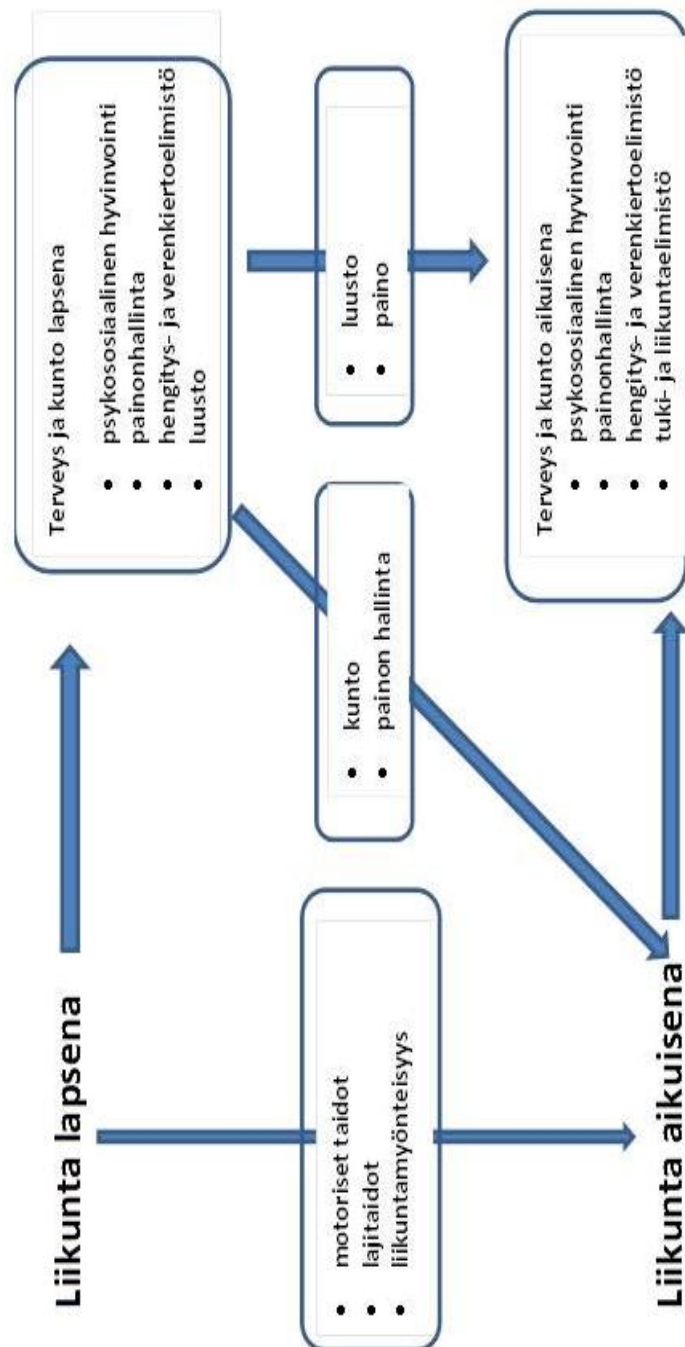 Liikunta lapsena
Terveys ja kunto lapsena
• psykososiaalinen hyvinvointi
• painonhallinta
• hengitys- ja verenkiertoelimistö
• luusto
• motoriset taidot
• lajitaidot
• liikuntamyönteisyys
• kunto
• painon hallinta
• luusto
• paino
Liikunta aikuisena
Terveys ja kunto aikuisena
• psykososiaalinen hyvinvointi
• painonhallinta
• hengitys- ja verenkiertoelimistö
• tuki- ja liikuntaelimistö